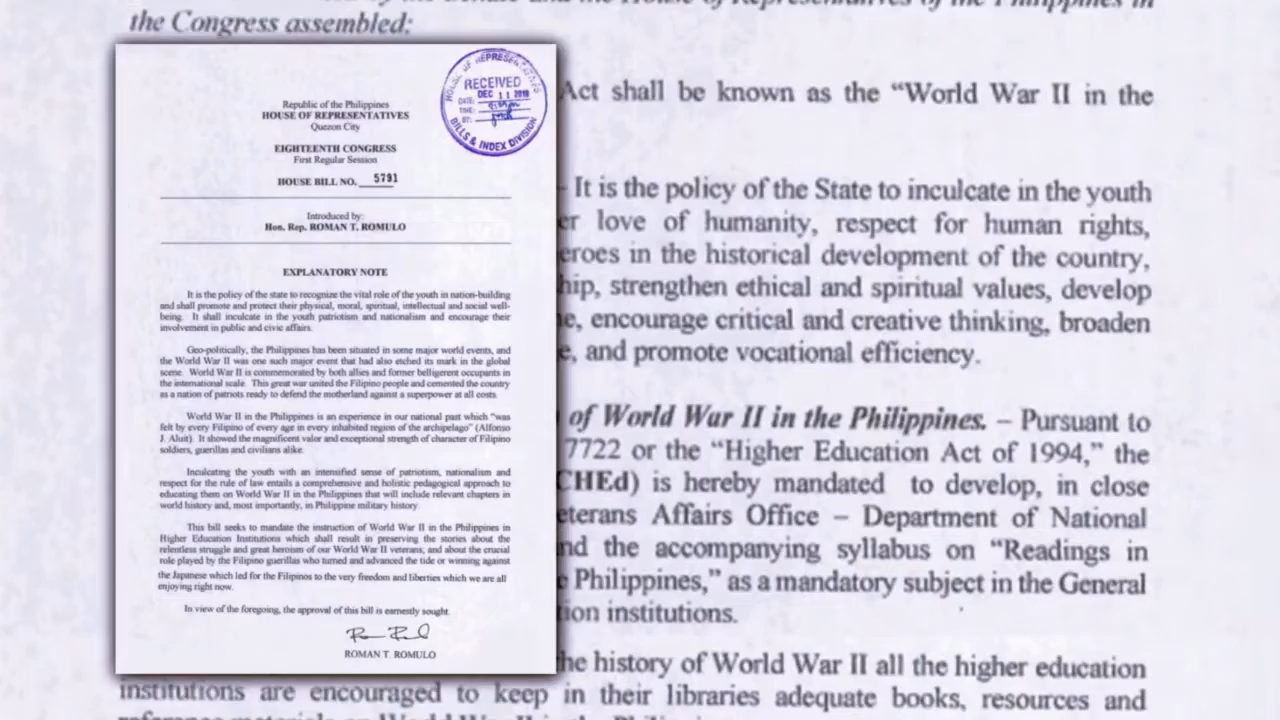 the Congress assembled:
Act shall be known as the “World War II in the
- It is the policy of the State to inculcate in the youth
er love of humanity, respect for human rights,
eroes in the historical development of the country,
hip, strengthen ethical and spiritual values, develop
e, encourage critical and creative thinking, broaden
e, and promote vocational efficiency.
of World War II in the Philippines. – Pursuant to
7722 or the “Higher Education Act of 1994,” the
CHEd) is hereby mandated to develop, in close
eterans Affairs Office – Department of National
nd the accompanying syllabus on “Readings in
e Philippines,” as a mandatory subject in the General
tion institutions.
he history of World War II all the higher education
institutions are encouraged to keep in their libraries adequate books, resources and
HOUSE OF REPRESENTATIVES
RECEIVED
DATE: DEC 11 2019
TIME:
BY:
BILLS & INDEX DIVISION
Republic of the Philippines
HOUSE OF REPRESENTATIVES
Quezon City
EIGHTEENTH CONGRESS
First Regular Session
HOUSE BILL NO. 5791
Introduced by:
Hon. Rep. ROMAN T. ROMULO
EXPLANATORY NOTE
It is the policy of the state to recognize the vital role of the youth in nation-building
and shall promote and protect their physical, moral, spiritual, intellectual and social well-
being. It shall inculcate in the youth patriotism and nationalism and encourage their
involvement in public and civic affairs.
Geo-politically, the Philippines has been situated in some major world events, and
the World War II was one such major event that had also etched its mark in the global
scene. World War II is commemorated by both allies and former belligerent occupants in
the international scale. This great war united the Filipino people and cemented the country
as a nation of patriots ready to defend the motherland against a superpower at all costs.
World War II in the Philippines is an experience in our national past which “was
felt by every Filipino of every age in every inhabited region of the archipelago” (Alfonso
J. Aluit). It showed the magnificent valor and exceptional strength of character of Filipino
soldiers, guerillas and civilians alike.
Inculcating the youth with an intensified sense of patriotism, nationalism and
respect for the rule of law entails a comprehensive and holistic pedagogical approach to
educating them on World War II in the Philippines that will include relevant chapters in
world history and, most importantly, in Philippine military history.
This bill seeks to mandate the instruction of World War II in the Philippines in
Higher Education Institutions which shall result in preserving the stories about the
relentless struggle and great heroism of our World War II veterans, and about the crucial
role played by the Filipino guerillas who turned and advanced the tide or winning against
the Japanese which led for the Filipinos to the very freedom and liberties which we are all
enjoying right now.
In view of the foregoing, the approval of this bill is earnestly sought.
ROMAN T. ROMULO